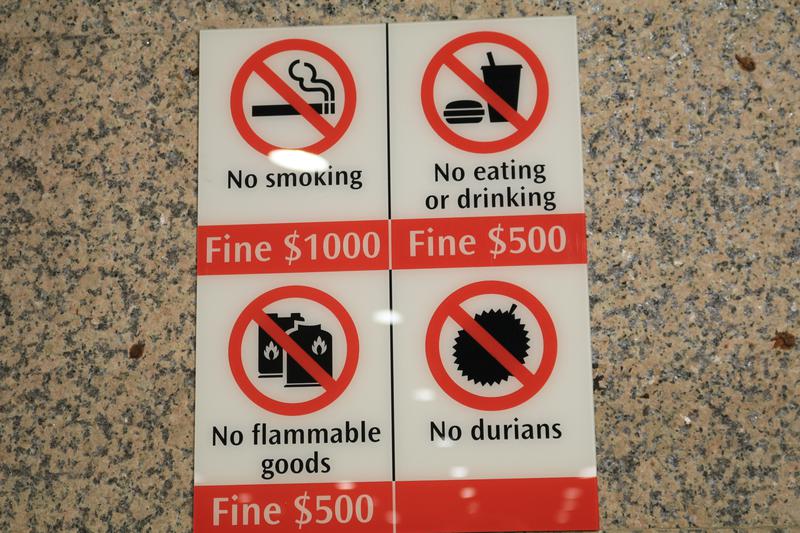 No smoking
Fine $1000
No eating
or drinking
Fine $500
No flammable
goods
Fine $500
No durians